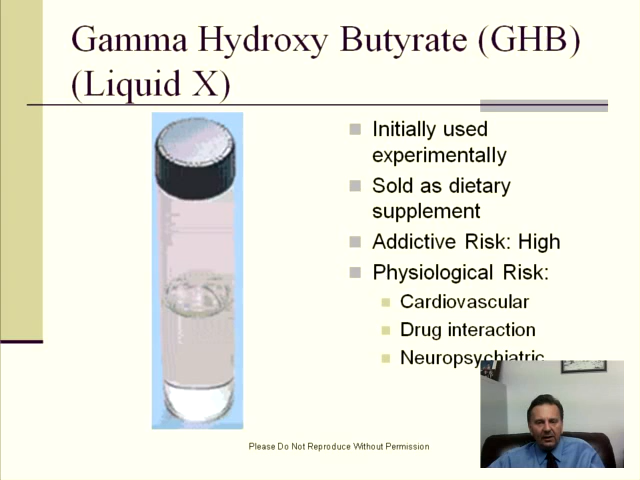 Gamma Hydroxy Butyrate (GHB)
(Liquid X)
Initially used
experimentally
Sold as dietary
supplement
Addictive Risk: High
Physiological Risk:
Cardiovascular
Drug interaction
Neuropsychiatric
Please Do Not Reproduce Without Permission